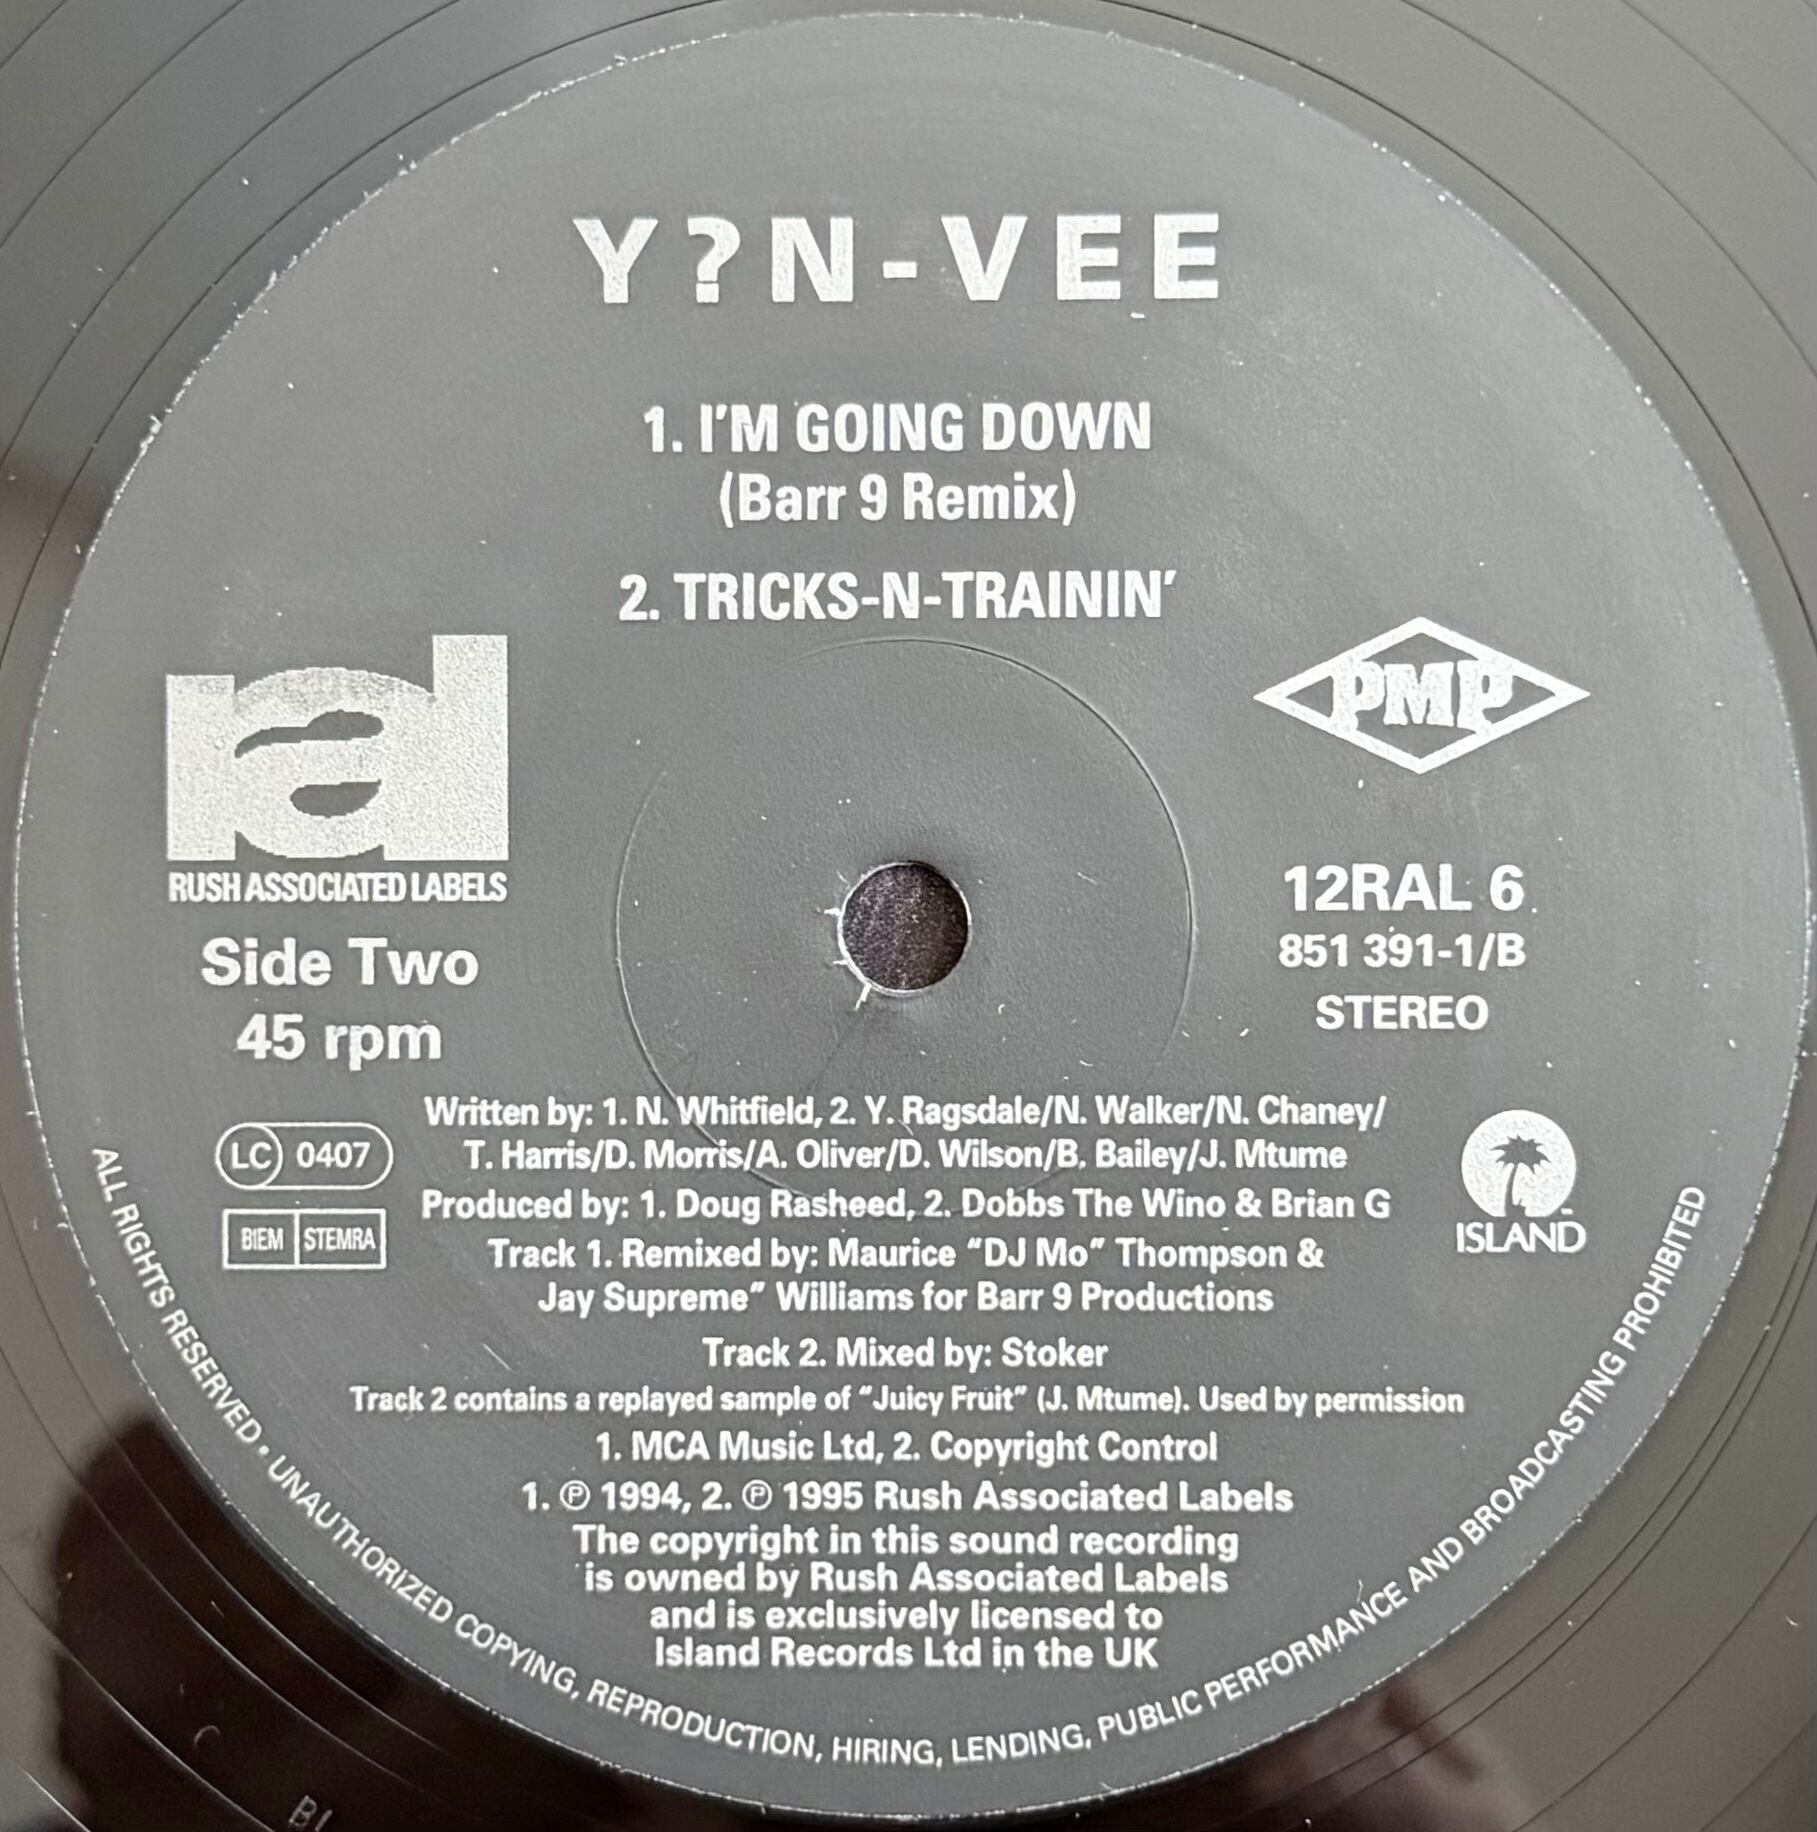 Y?N-VEE
1. I'M GOING DOWN
(Barr 9 Remix)
2. TRICKS-N-TRAININ'
ral
RUSH ASSOCIATED LABELS
Side Two
45 rpm
PMP
12RAL 6
851 391-1/B
STEREO
LC 0407
BIEM STEMRA
Written by: 1. N. Whitfield, 2. Y. Ragsdale/N. Walker/N. Chaney/
T. Harris/D. Morris/A. Oliver/D. Wilson/B. Bailey/J. Mtume
Produced by: 1. Doug Rasheed, 2. Dobbs The Wino & Brian G
Track 1. Remixed by: Maurice “DJ Mo” Thompson &
Jay Supreme” Williams for Barr 9 Productions
Track 2. Mixed by: Stoker
Track 2 contains a replayed sample of “Juicy Fruit” (J. Mtume). Used by permission
1. MCA Music Ltd, 2. Copyright Control
1. ℗ 1994, 2. ℗ 1995 Rush Associated Labels
The copyright in this sound recording
is owned by Rush Associated Labels
and is exclusively licensed to
Island Records Ltd in the UK
ISLAND
ALL RIGHTS RESERVED • UNAUTHORIZED COPYING, REPRODUCTION, HIRING, LENDING, PUBLIC PERFORMANCE AND BROADCASTING PROHIBITED
B1